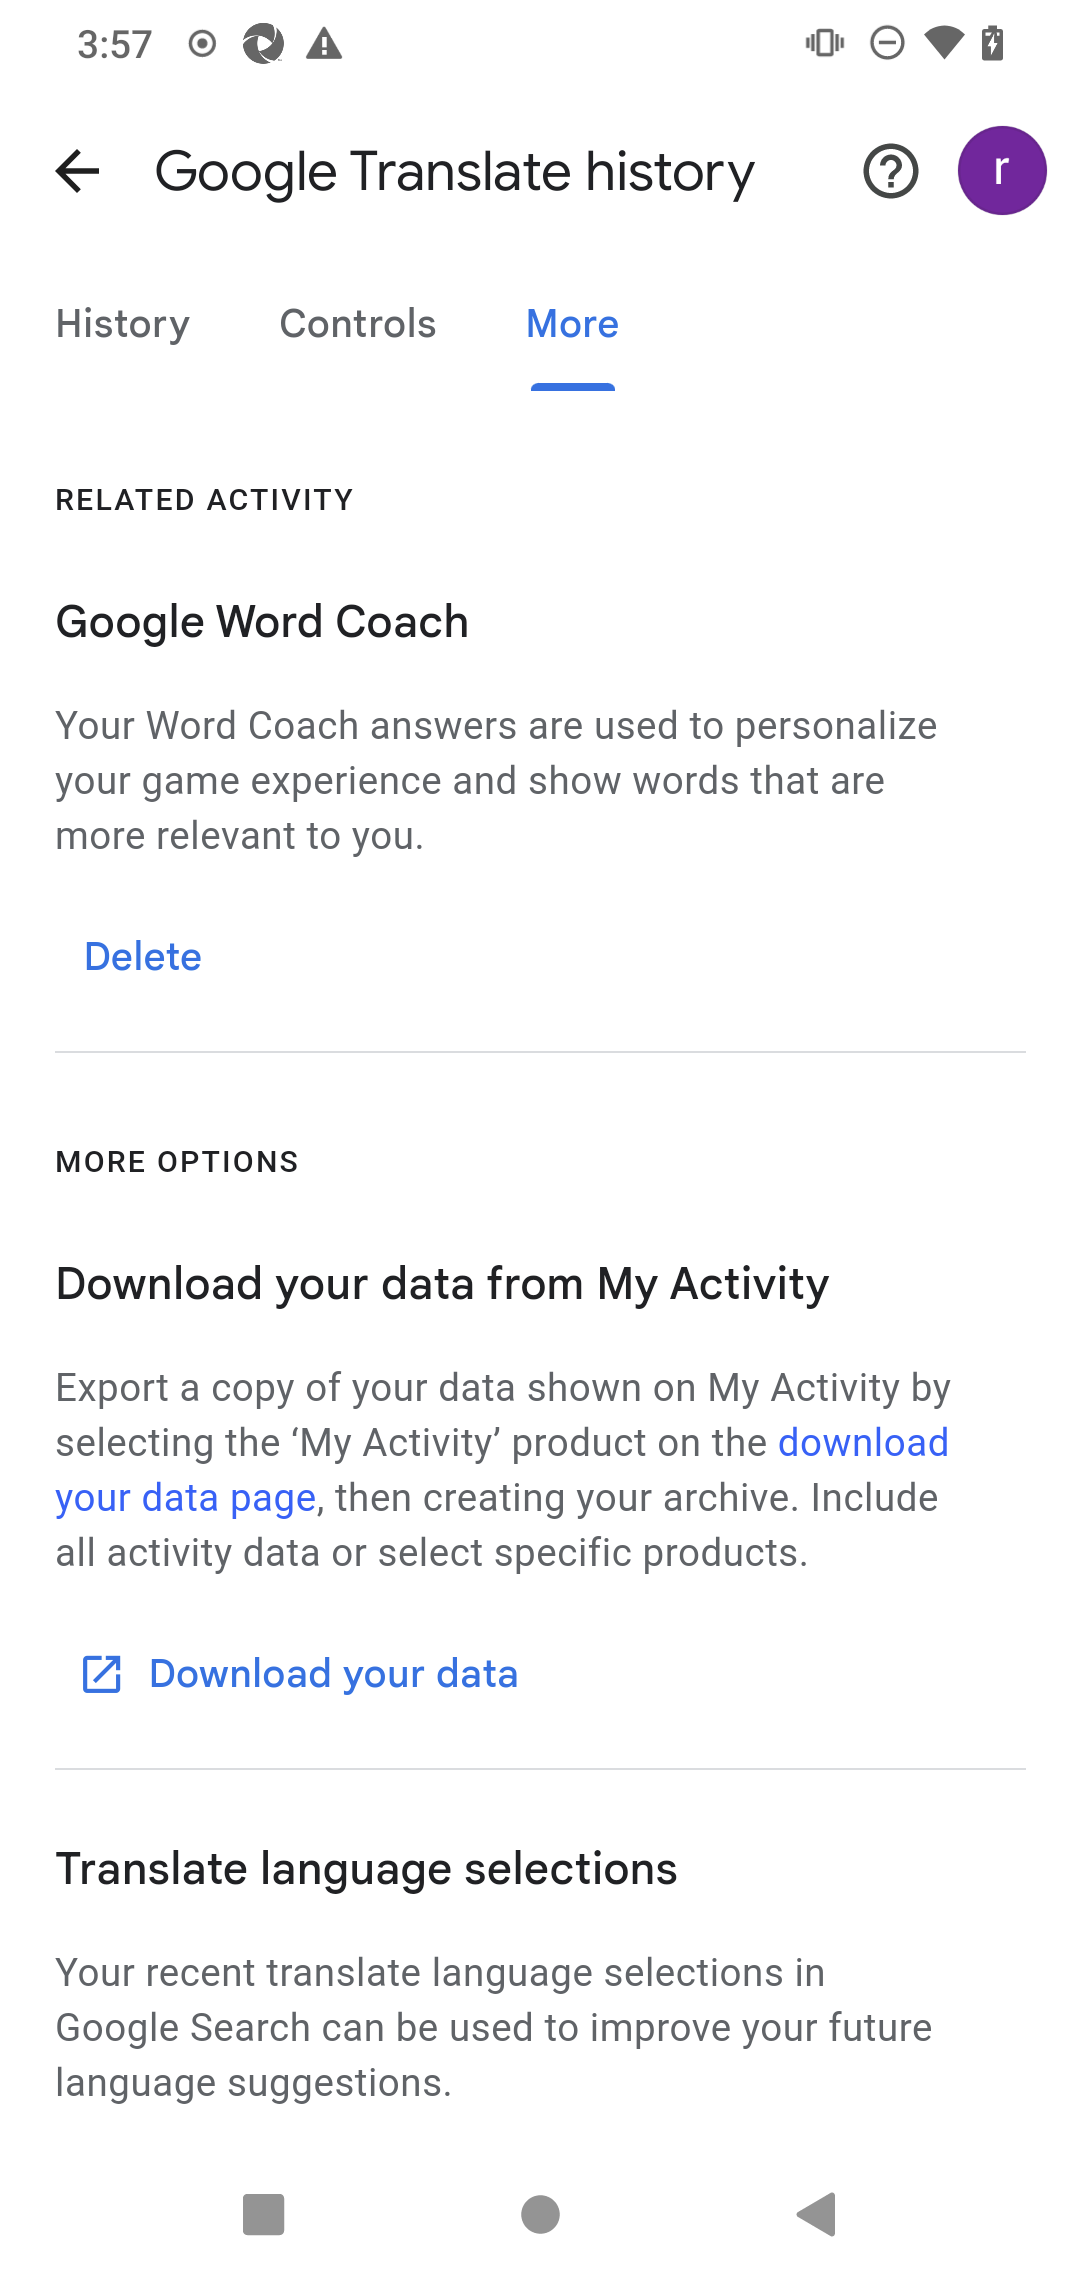 3:57
Google Translate history
r
History Controls More
RELATED ACTIVITY
Google Word Coach
Your Word Coach answers are used to personalize
your game experience and show words that are
more relevant to you.
Delete
MORE OPTIONS
Download your data from My Activity
Export a copy of your data shown on My Activity by
selecting the ‘My Activity’ product on the download
your data page, then creating your archive. Include
all activity data or select specific products.
Download your data
Translate language selections
Your recent translate language selections in
Google Search can be used to improve your future
language suggestions.